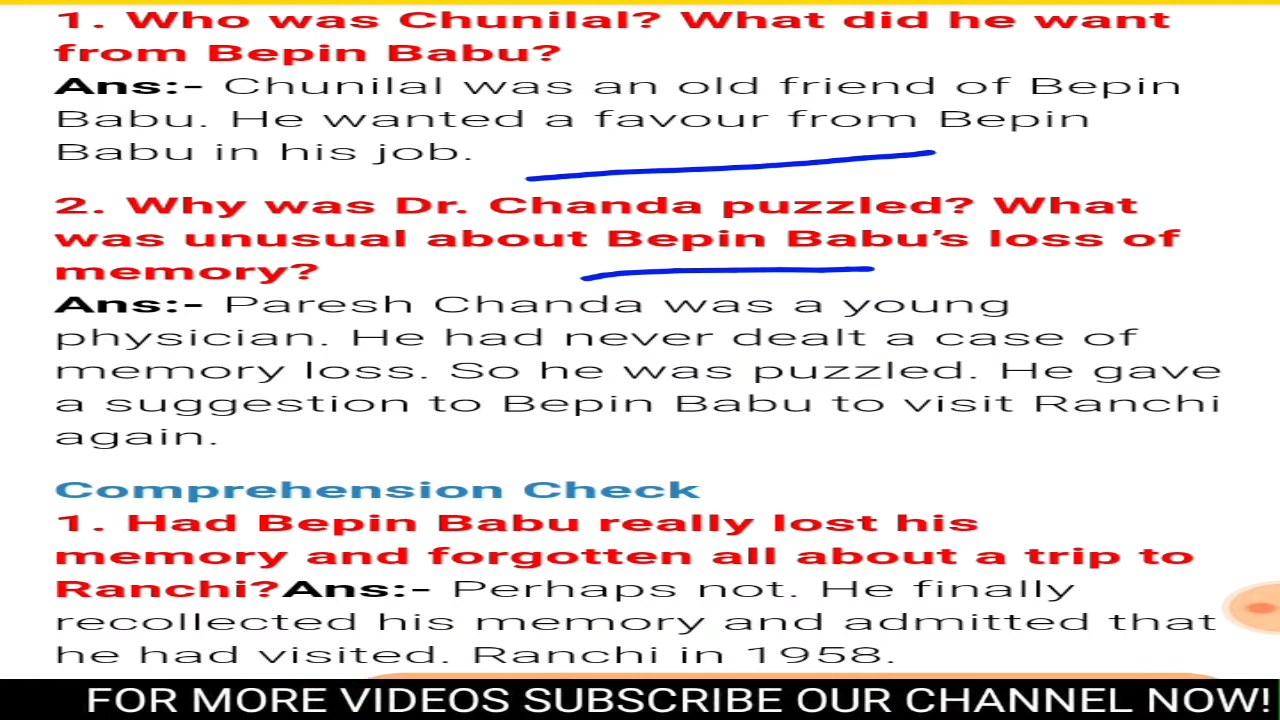 1. Who was Chunilal? What did he want
from Bepin Babu?
Ans:- Chunilal was an old friend of Bepin
Babu. He wanted a favour from Bepin
Babu in his job.
2. Why was Dr. Chanda puzzled? What
was unusual about Bepin Babu’s loss of
memory?
Ans:- Paresh Chanda was a young
physician. He had never dealt a case of
memory loss. So he was puzzled. He gave
a suggestion to Bepin Babu to visit Ranchi
again.
Comprehension Check
1. Had Bepin Babu really lost his
memory and forgotten all about a trip to
Ranchi?Ans:- Perhaps not. He finally
recollected his memory and admitted that
he had visited. Ranchi in 1958.
FOR MORE VIDEOS SUBSCRIBE OUR CHANNEL NOW!